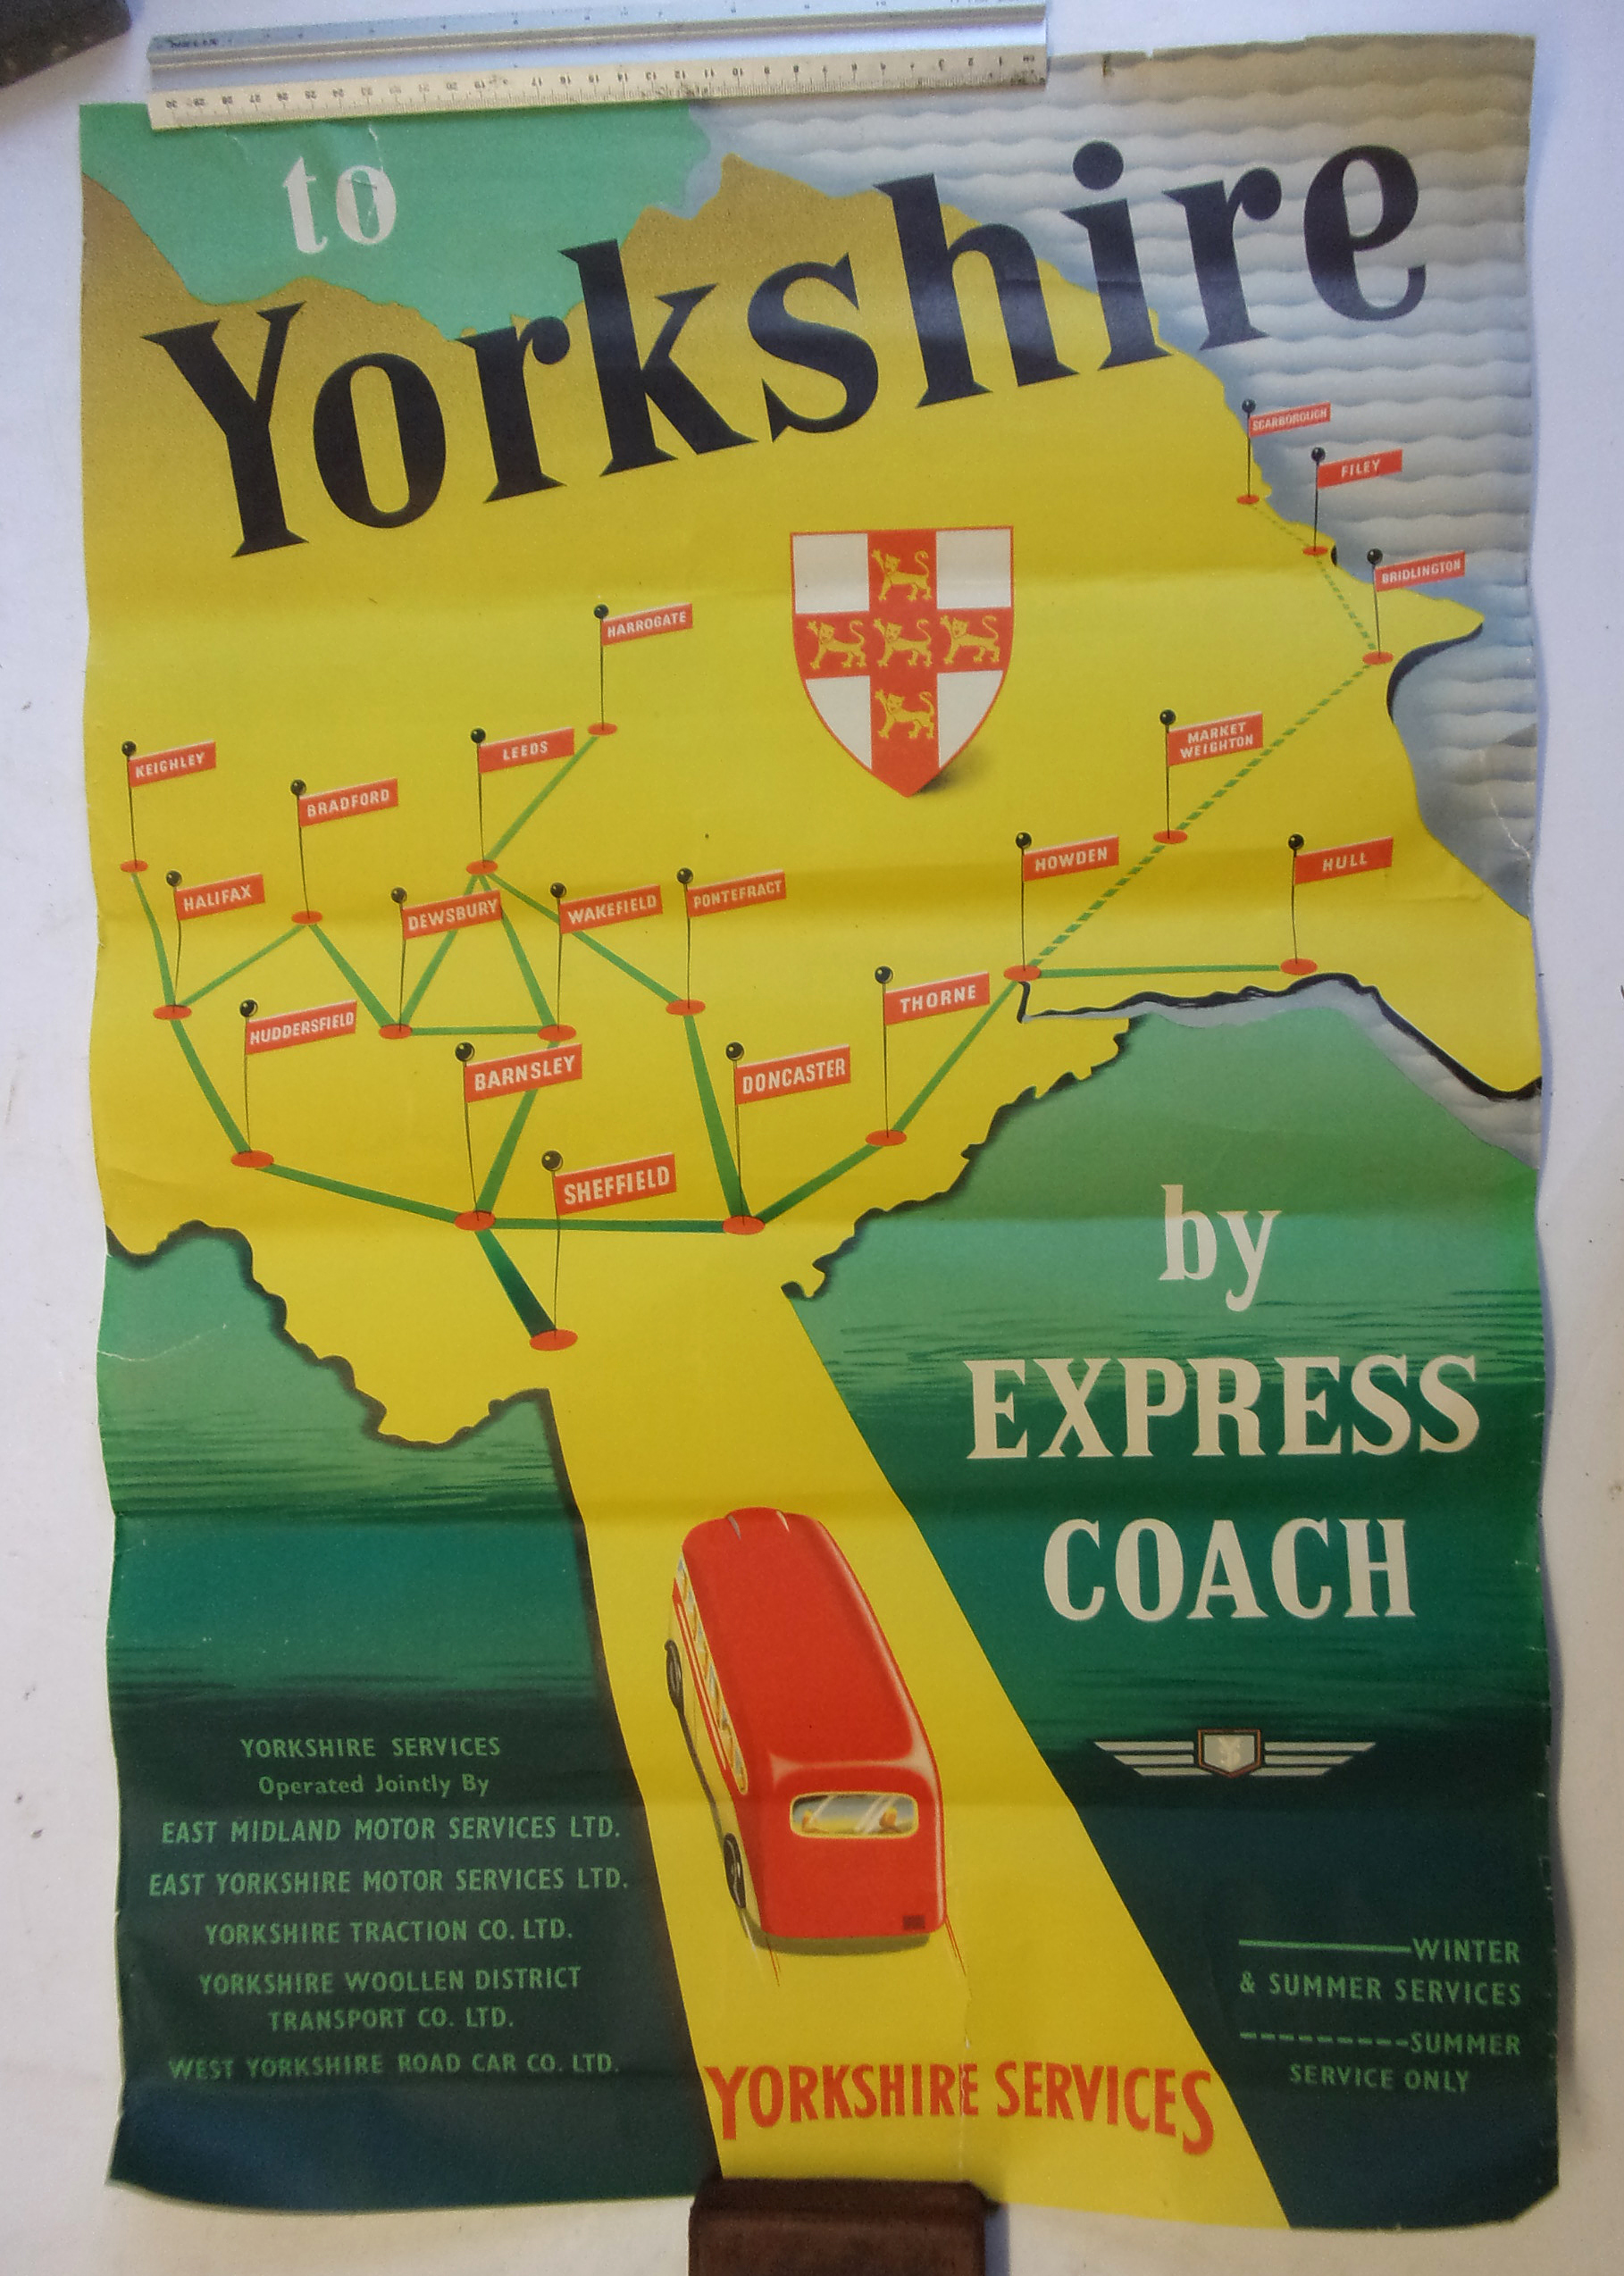 to
Yorkshire
SCARBOROUGH
FILEY
BRIDLINGTON
HARROGATE
MARKET
WEIGHTON
KEIGHLEY
LEEDS
BRADFORD
HOWDEN
HULL
HALIFAX
DEWSBURY
WAKEFIELD
PONTEFRACT
THORNE
HUDDERSFIELD
BARNSLEY
DONCASTER
SHEFFIELD
by
EXPRESS
COACH
YORKSHIRE SERVICES
Operated Jointly By
EAST MIDLAND MOTOR SERVICES LTD.
EAST YORKSHIRE MOTOR SERVICES LTD.
YORKSHIRE TRACTION CO. LTD.
YORKSHIRE WOOLLEN DISTRICT
TRANSPORT CO. LTD.
WEST YORKSHIRE ROAD CAR CO. LTD.
WINTER
& SUMMER SERVICES
SUMMER
SERVICE ONLY
YORKSHIRE SERVICES